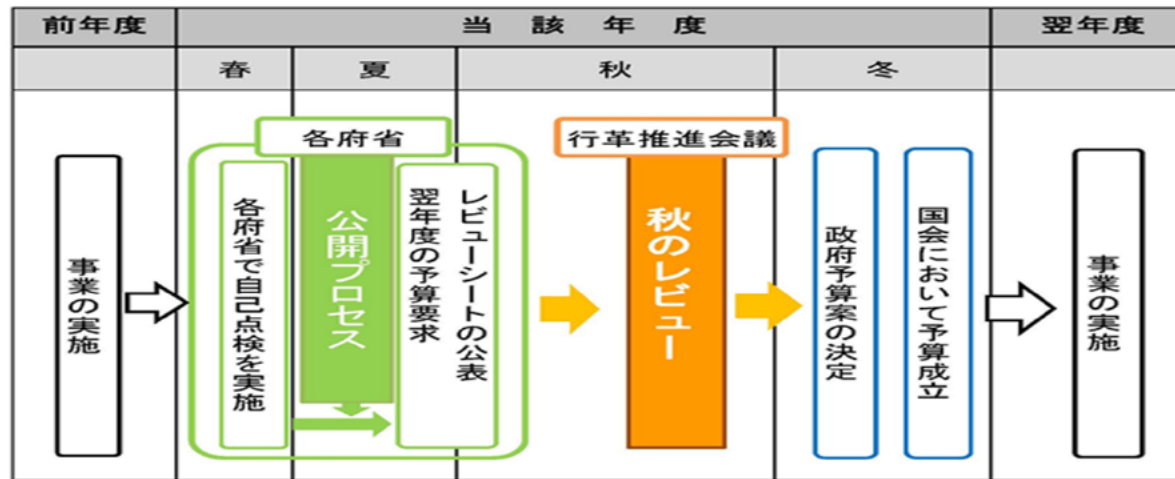 前年度
当該年度
翌年度
春
夏
秋
冬
事業の実施
各府省
各府省で自己点検を実施
公開プロセス
レビューシートの公表
翌年度の予算要求
行革推進会議
秋のレビュー
政府予算案の決定
国会において予算成立
事業の実施